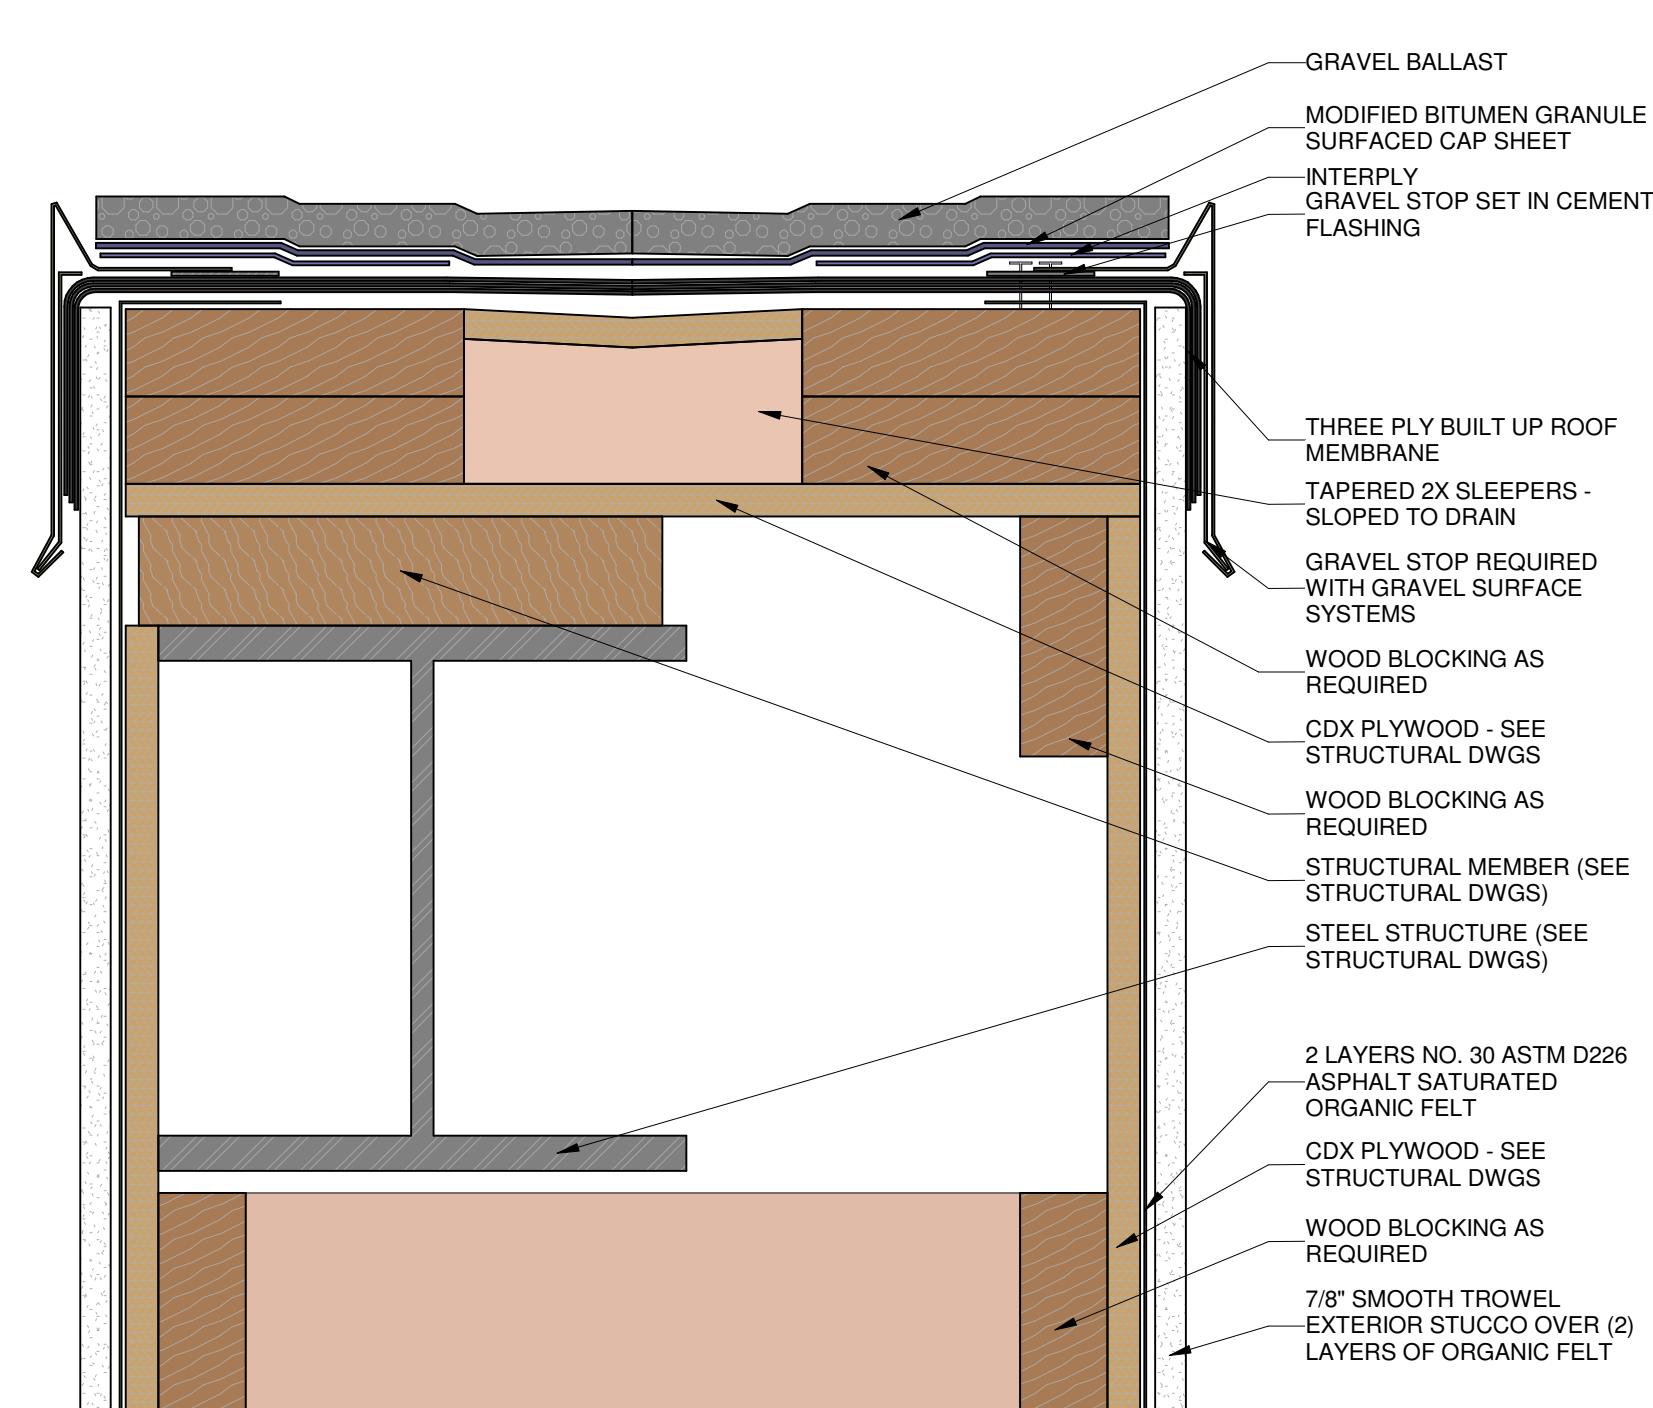 GRAVEL BALLAST
MODIFIED BITUMEN GRANULE
SURFACED CAP SHEET
INTERPLY
GRAVEL STOP SET IN CEMENT
FLASHING
THREE PLY BUILT UP ROOF
MEMBRANE
TAPERED 2X SLEEPERS -
SLOPED TO DRAIN
GRAVEL STOP REQUIRED
WITH GRAVEL SURFACE
SYSTEMS
WOOD BLOCKING AS
REQUIRED
CDX PLYWOOD - SEE
STRUCTURAL DWGS
WOOD BLOCKING AS
REQUIRED
STRUCTURAL MEMBER (SEE
STRUCTURAL DWGS)
STEEL STRUCTURE (SEE
STRUCTURAL DWGS)
2 LAYERS NO. 30 ASTM D226
ASPHALT SATURATED
ORGANIC FELT
CDX PLYWOOD - SEE
STRUCTURAL DWGS
WOOD BLOCKING AS
REQUIRED
7/8" SMOOTH TROWEL
EXTERIOR STUCCO OVER (2)
LAYERS OF ORGANIC FELT